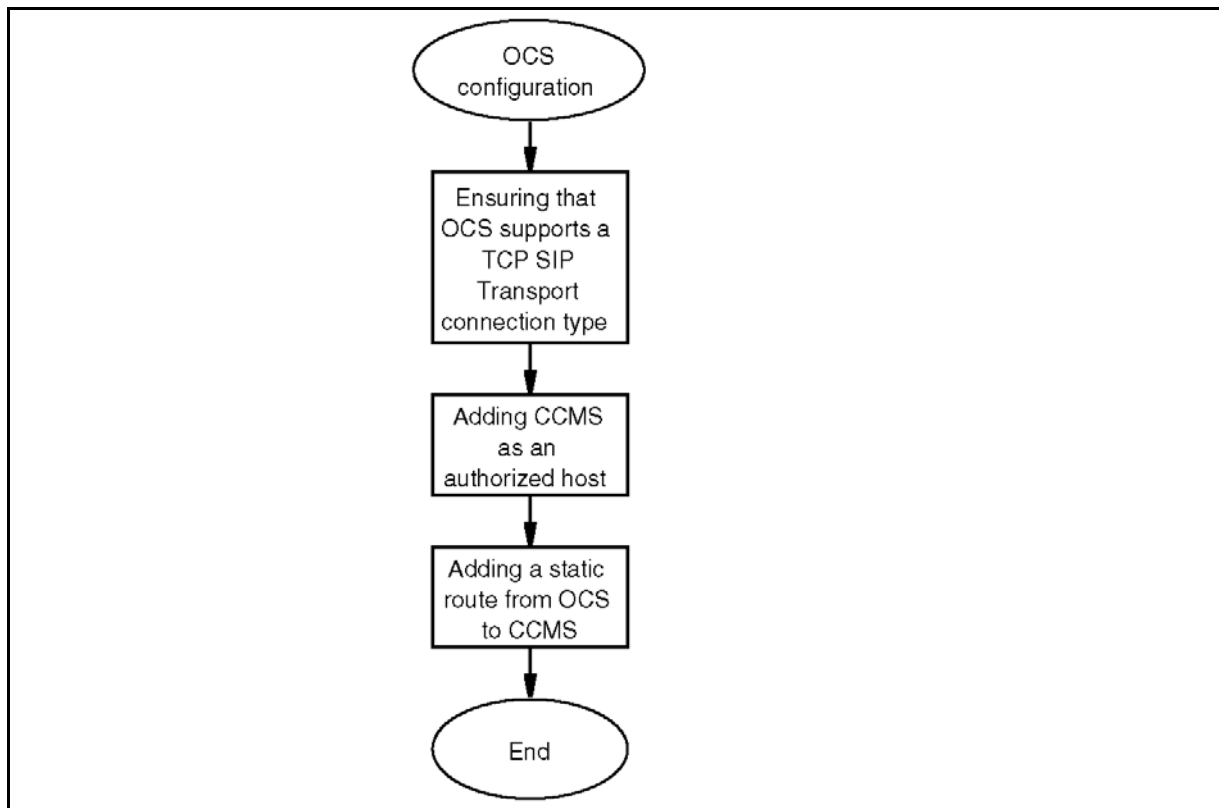 OCS
configuration
Ensuring that
OCS supports a
TCP SIP
Transport
connection type
Adding CCMS
as an
authorized host
Adding a static
route from OCS
to CCMS
End